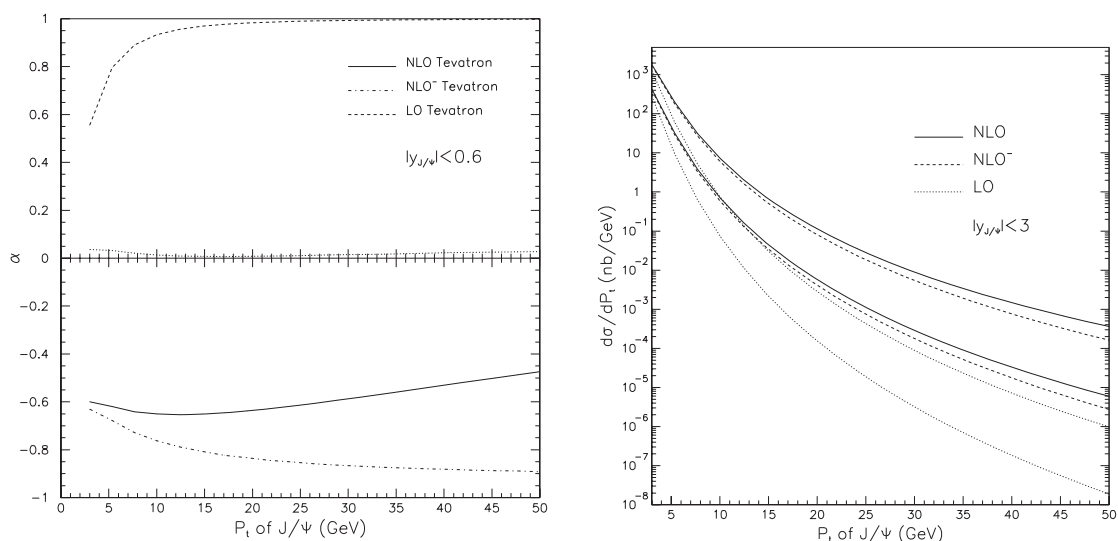 1
0.8
0.6
0.4
0.2
0
−0.2
−0.4
−0.6
−0.8
−1
α
NLO Tevatron
NLO⁻ Tevatron
LO Tevatron
|y_J/Ψ|<0.6
0 5 10 15 20 25 30 35 40 45 50
P_t of J/Ψ (GeV)
10³
10²
10
1
10⁻¹
10⁻²
10⁻³
10⁻⁴
10⁻⁵
10⁻⁶
10⁻⁷
10⁻⁸
dσ/dP_t (nb/GeV)
NLO
NLO⁻
LO
|y_J/Ψ|<3
5 10 15 20 25 30 35 40 45 50
P_t of J/Ψ (GeV)